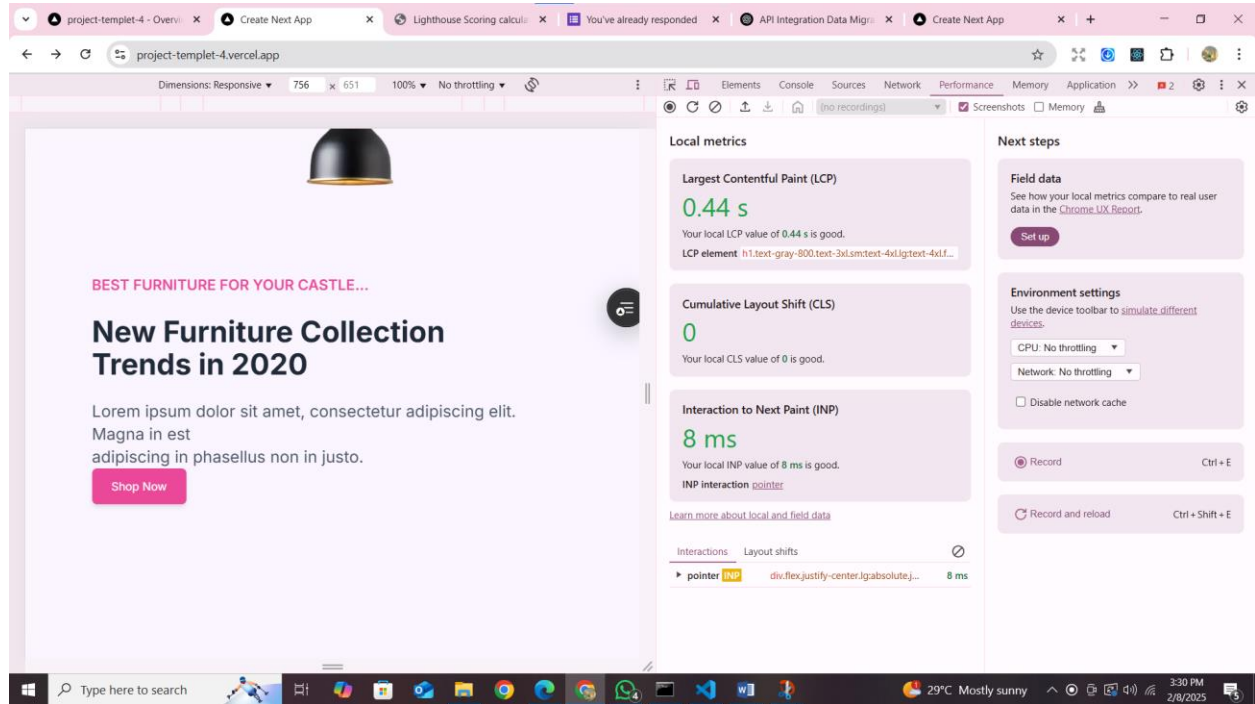 project-templet-4 - Overvi
Create Next App
Lighthouse Scoring calcula
You've already responded
API Integration Data Migra
Create Next App
project-templet-4.vercel.app
Dimensions: Responsive 756 x 651 100% No throttling
Elements Console Sources Network Performance Memory Application 2
(no recordings) Screenshots Memory
BEST FURNITURE FOR YOUR CASTLE...
New Furniture Collection
Trends in 2020
Lorem ipsum dolor sit amet, consectetur adipiscing elit.
Magna in est
adipiscing in phasellus non in justo.
Shop Now
Local metrics
Largest Contentful Paint (LCP)
0.44 s
Your local LCP value of 0.44 s is good.
LCP element h1.text-gray-800.text-3xl.sm:text-4xl.lg:text-4xl.f...
Cumulative Layout Shift (CLS)
0
Your local CLS value of 0 is good.
Interaction to Next Paint (INP)
8 ms
Your local INP value of 8 ms is good.
INP interaction pointer
Learn more about local and field data
Interactions Layout shifts
pointer INP div.flex.justify-center.lg:absolute.j... 8 ms
Next steps
Field data
See how your local metrics compare to real user
data in the Chrome UX Report.
Set up
Environment settings
Use the device toolbar to simulate different
devices.
CPU: No throttling
Network: No throttling
Disable network cache
Record Ctrl + E
Record and reload Ctrl + Shift + E
Type here to search
4
29°C Mostly sunny
3:30 PM
2/8/2025
5